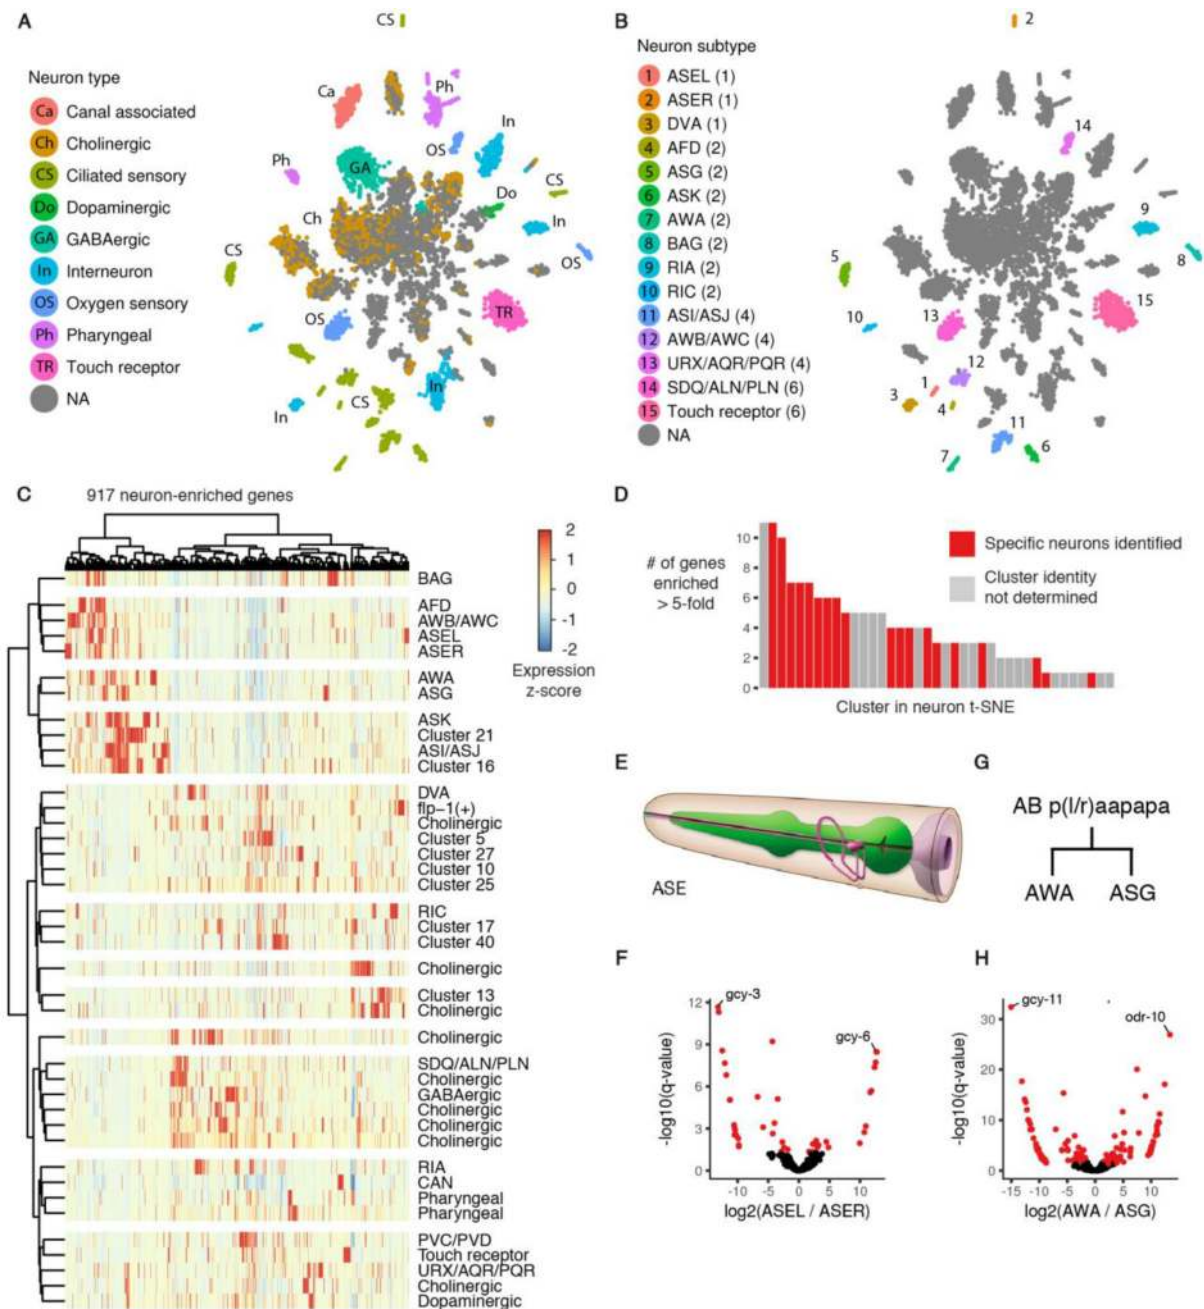 A
CS
Neuron type
Ca Canal associated
Ch Cholinergic
CS Ciliated sensory
Do Dopaminergic
GA GABAergic
In Interneuron
OS Oxygen sensory
Ph Pharyngeal
TR Touch receptor
NA
Ca
Ph
In
OS
Ph
GA
CS
Do
Ch
In
CS
OS
TR
OS
In
CS
In
B
2
Neuron subtype
1 ASEL (1)
2 ASER (1)
3 DVA (1)
4 AFD (2)
5 ASG (2)
6 ASK (2)
7 AWA (2)
8 BAG (2)
9 RIA (2)
10 RIC (2)
11 ASI/ASJ (4)
12 AWB/AWC (4)
13 URX/AQR/PQR (4)
14 SDQ/ALN/PLN (6)
15 Touch receptor (6)
NA
14
9
8
5
15
10
13
12
1
3
4
11
6
7
C
917 neuron-enriched genes
2
1
0
-1
-2
Expression
z-score
BAG
AFD
AWB/AWC
ASEL
ASER
AWA
ASG
ASK
Cluster 21
ASI/ASJ
Cluster 16
DVA
flp-1(+)
Cholinergic
Cluster 5
Cluster 27
Cluster 10
Cluster 25
RIC
Cluster 17
Cluster 40
Cholinergic
Cluster 13
Cholinergic
Cholinergic
SDQ/ALN/PLN
Cholinergic
GABAergic
Cholinergic
Cholinergic
Cholinergic
RIA
CAN
Pharyngeal
Pharyngeal
PVC/PVD
Touch receptor
URX/AQR/PQR
Cholinergic
Dopaminergic
D
# of genes
enriched
> 5-fold
10
8
6
4
2
0
Specific neurons identified
Cluster identity
not determined
Cluster in neuron t-SNE
E
ASE
G
AB p(l/r)aapapa
AWA ASG
F
12
9
6
3
0
-log10(q-value)
gcy-3
gcy-6
-10 -5 0 5 10
log2(ASEL / ASER)
H
30
20
10
0
-log10(q-value)
gcy-11
odr-10
-15 -10 -5 0 5 10
log2(AWA / ASG)